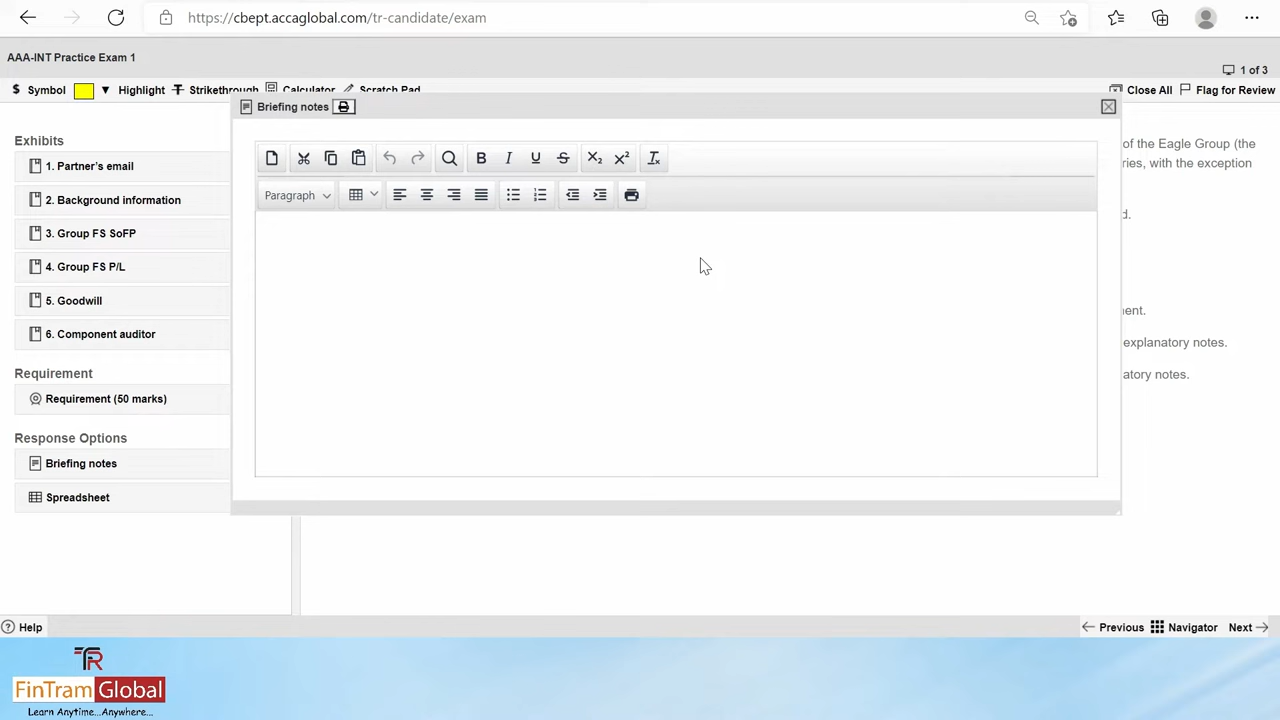 https://cbept.accaglobal.com/tr-candidate/exam
AAA-INT Practice Exam 1
1 of 3
$ Symbol Highlight Strikethrough Calculator Scratch Pad Close All Flag for Review
Briefing notes
Exhibits
1. Partner's email
2. Background information
3. Group FS SoFP
4. Group FS P/L
5. Goodwill
6. Component auditor
Requirement
Requirement (50 marks)
Response Options
Briefing notes
Spreadsheet
B I U S X₂ X² Tx
Paragraph
of the Eagle Group (the
ries, with the exception
d.
ent.
explanatory notes.
atory notes.
Help
Previous Navigator Next
FinTram Global
Learn Anytime...Anywhere...